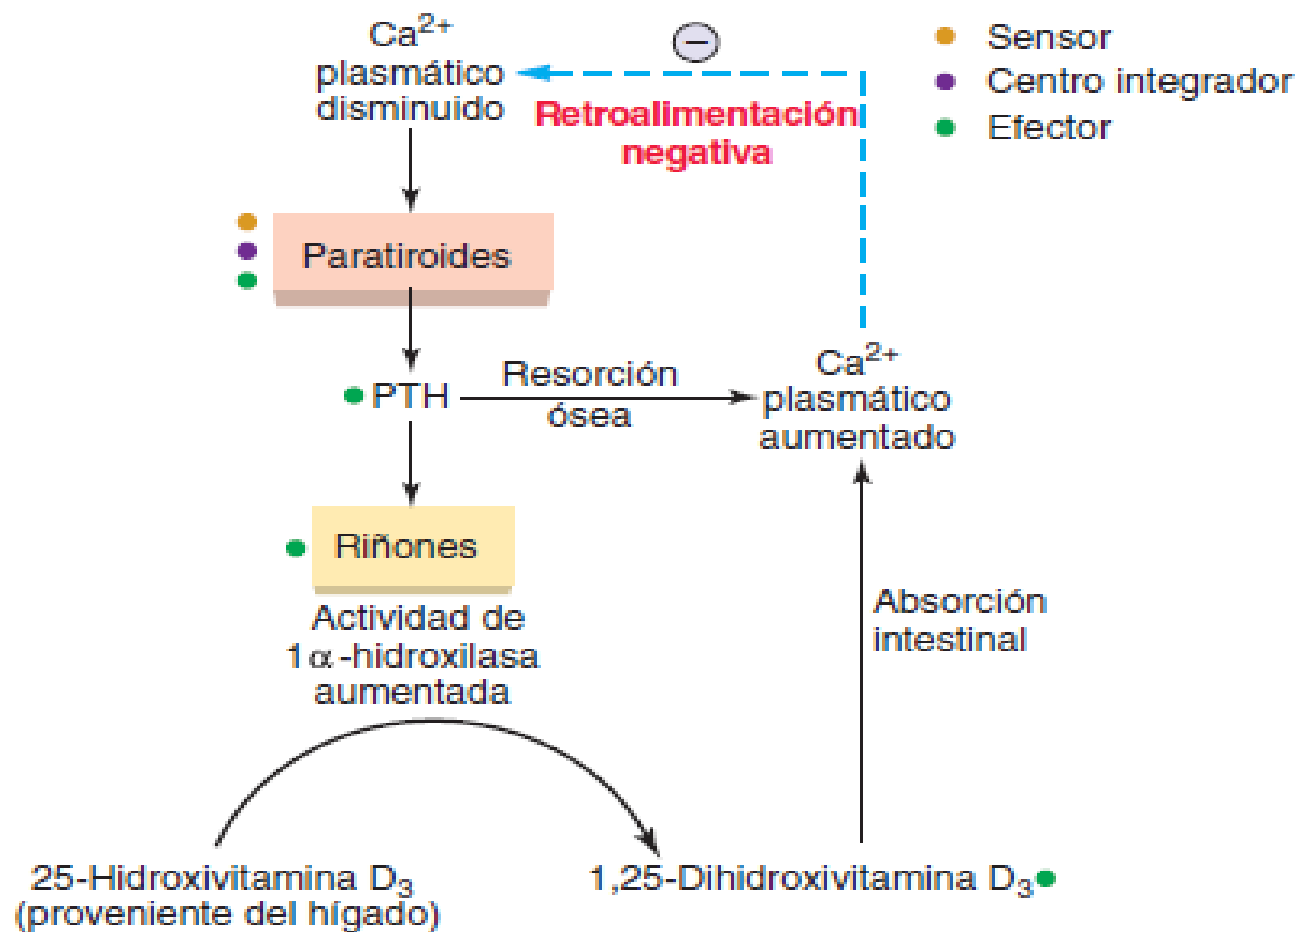 Ca²⁺
plasmático
disminuido
−
Retroalimentación
negativa
Sensor
Centro integrador
Efector
Paratiroides
PTH
Resorción
ósea
Ca²⁺
plasmático
aumentado
Riñones
Actividad de
1α-hidroxilasa
aumentada
Absorción
intestinal
25-Hidroxivitamina D₃
(proveniente del hígado)
1,25-Dihidroxivitamina D₃